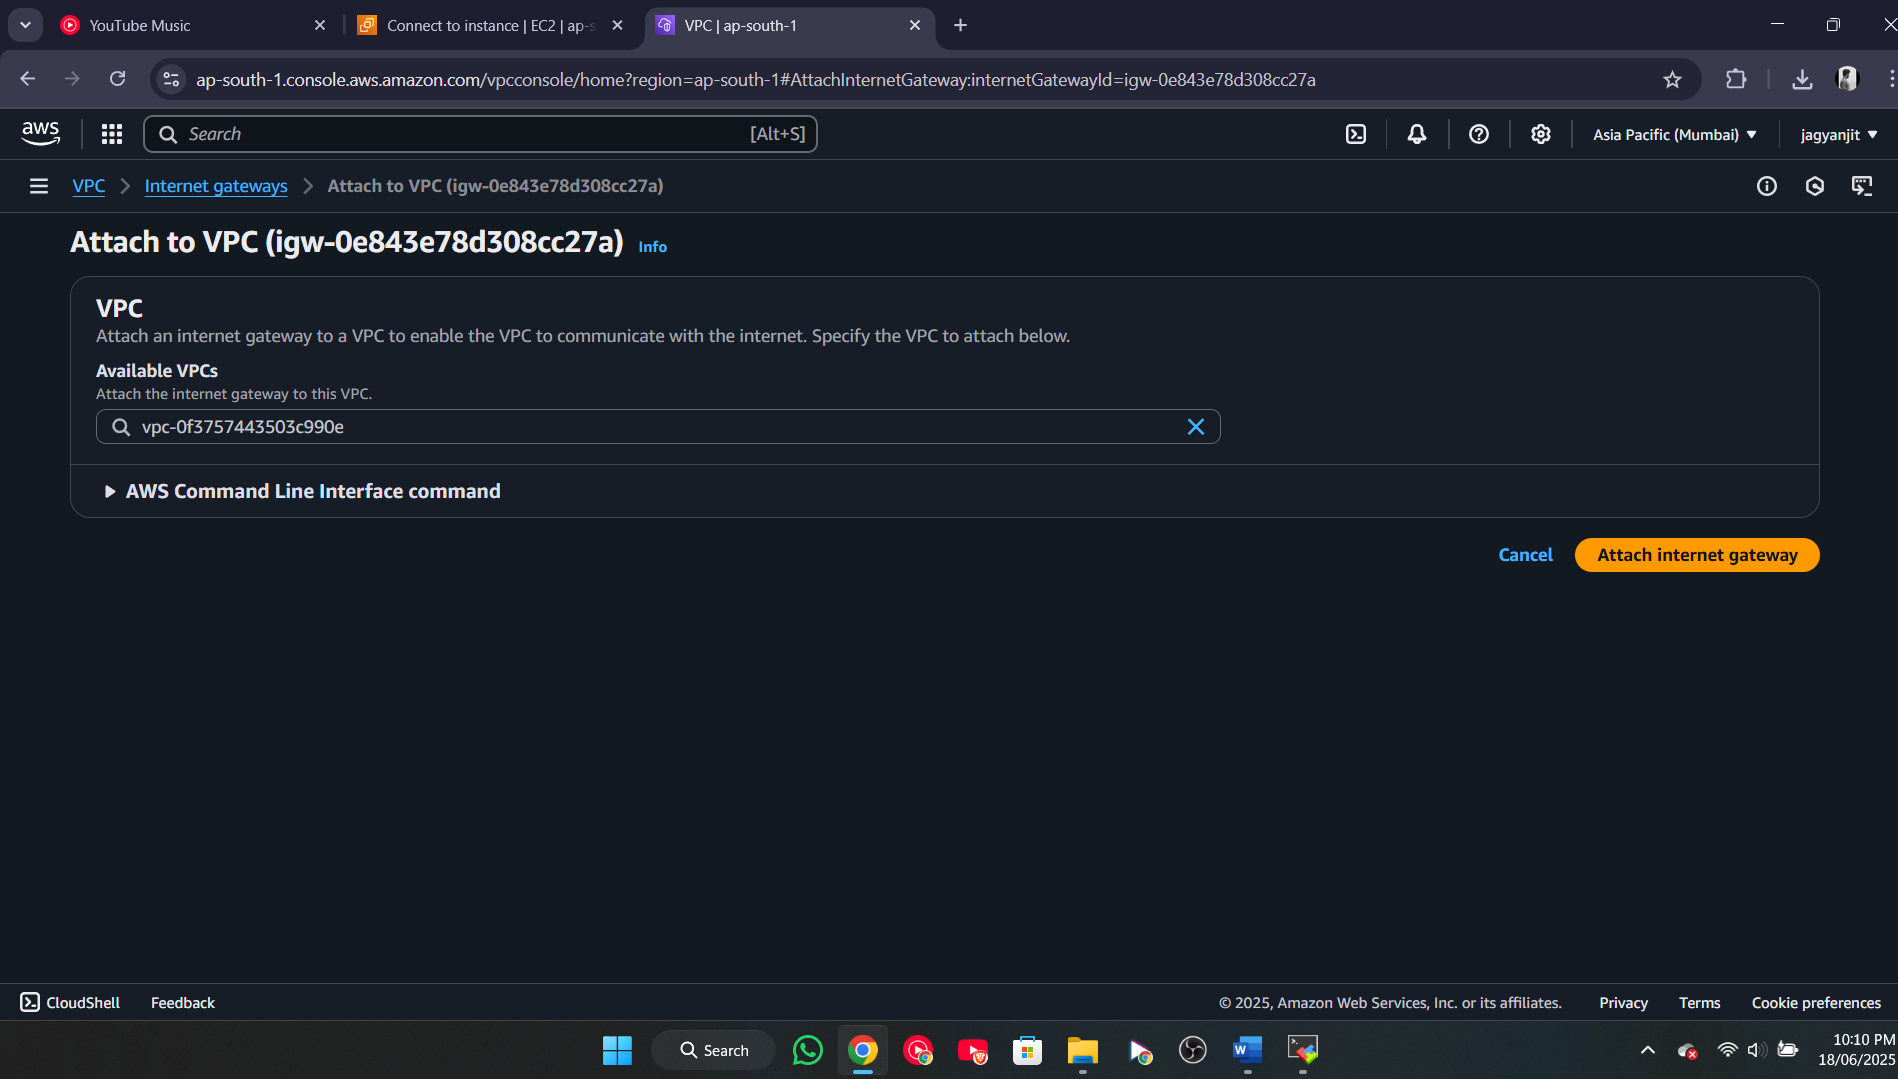 YouTube Music
Connect to instance | EC2 | ap-s
VPC | ap-south-1
ap-south-1.console.aws.amazon.com/vpcconsole/home?region=ap-south-1#AttachInternetGateway:internetGatewayId=igw-0e843e78d308cc27a
aws
Search
[Alt+S]
Asia Pacific (Mumbai)
jagyanjit
VPC
Internet gateways
Attach to VPC (igw-0e843e78d308cc27a)
Attach to VPC (igw-0e843e78d308cc27a) Info
VPC
Attach an internet gateway to a VPC to enable the VPC to communicate with the internet. Specify the VPC to attach below.
Available VPCs
Attach the internet gateway to this VPC.
vpc-0f3757443503c990e
AWS Command Line Interface command
Cancel
Attach internet gateway
CloudShell
Feedback
© 2025, Amazon Web Services, Inc. or its affiliates.
Privacy
Terms
Cookie preferences
Search
W
10:10 PM
18/06/2025